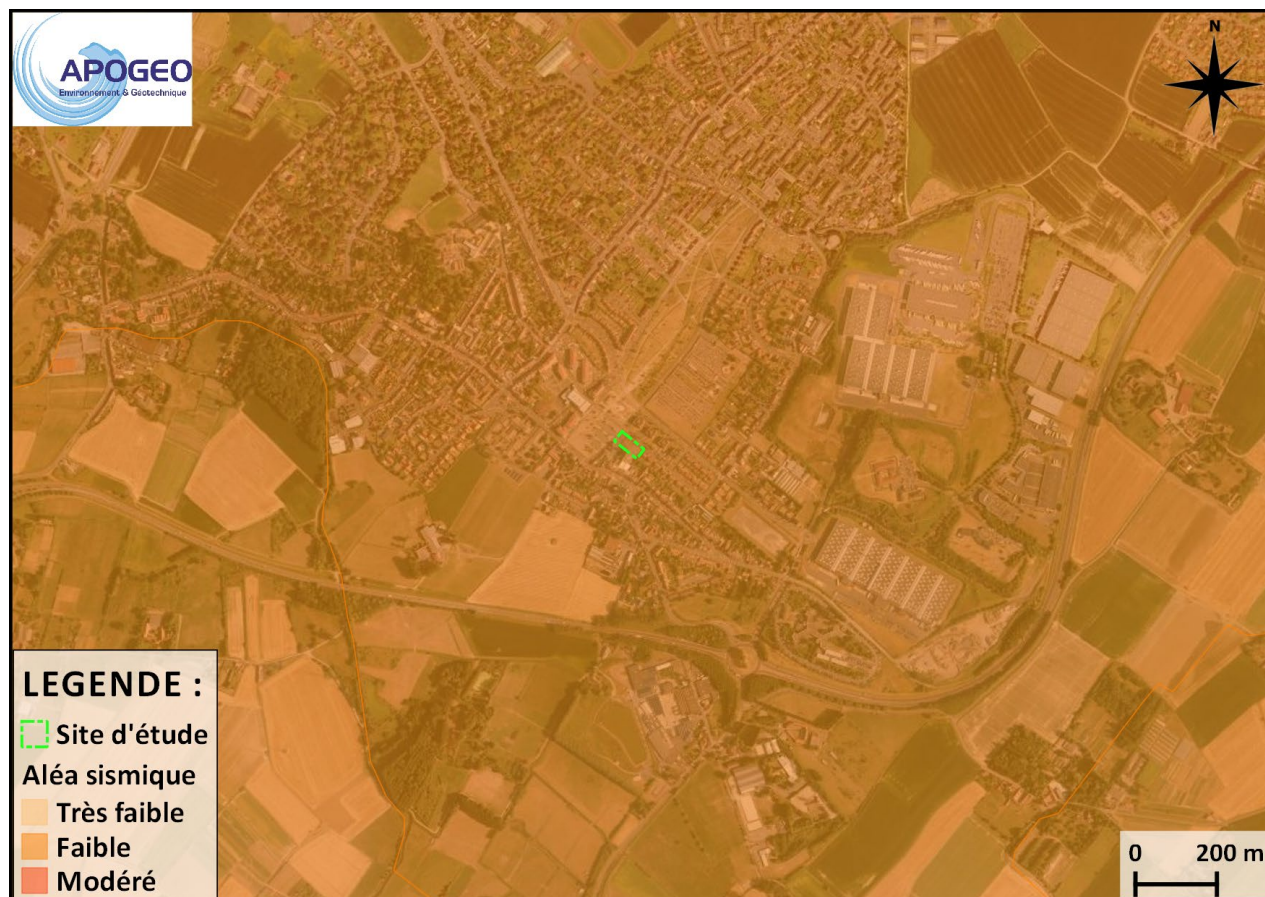 APOGEO
Environnement & Géotechnique
N
LEGENDE :
Site d'étude
Aléa sismique
Très faible
Faible
Modéré
0 200 m